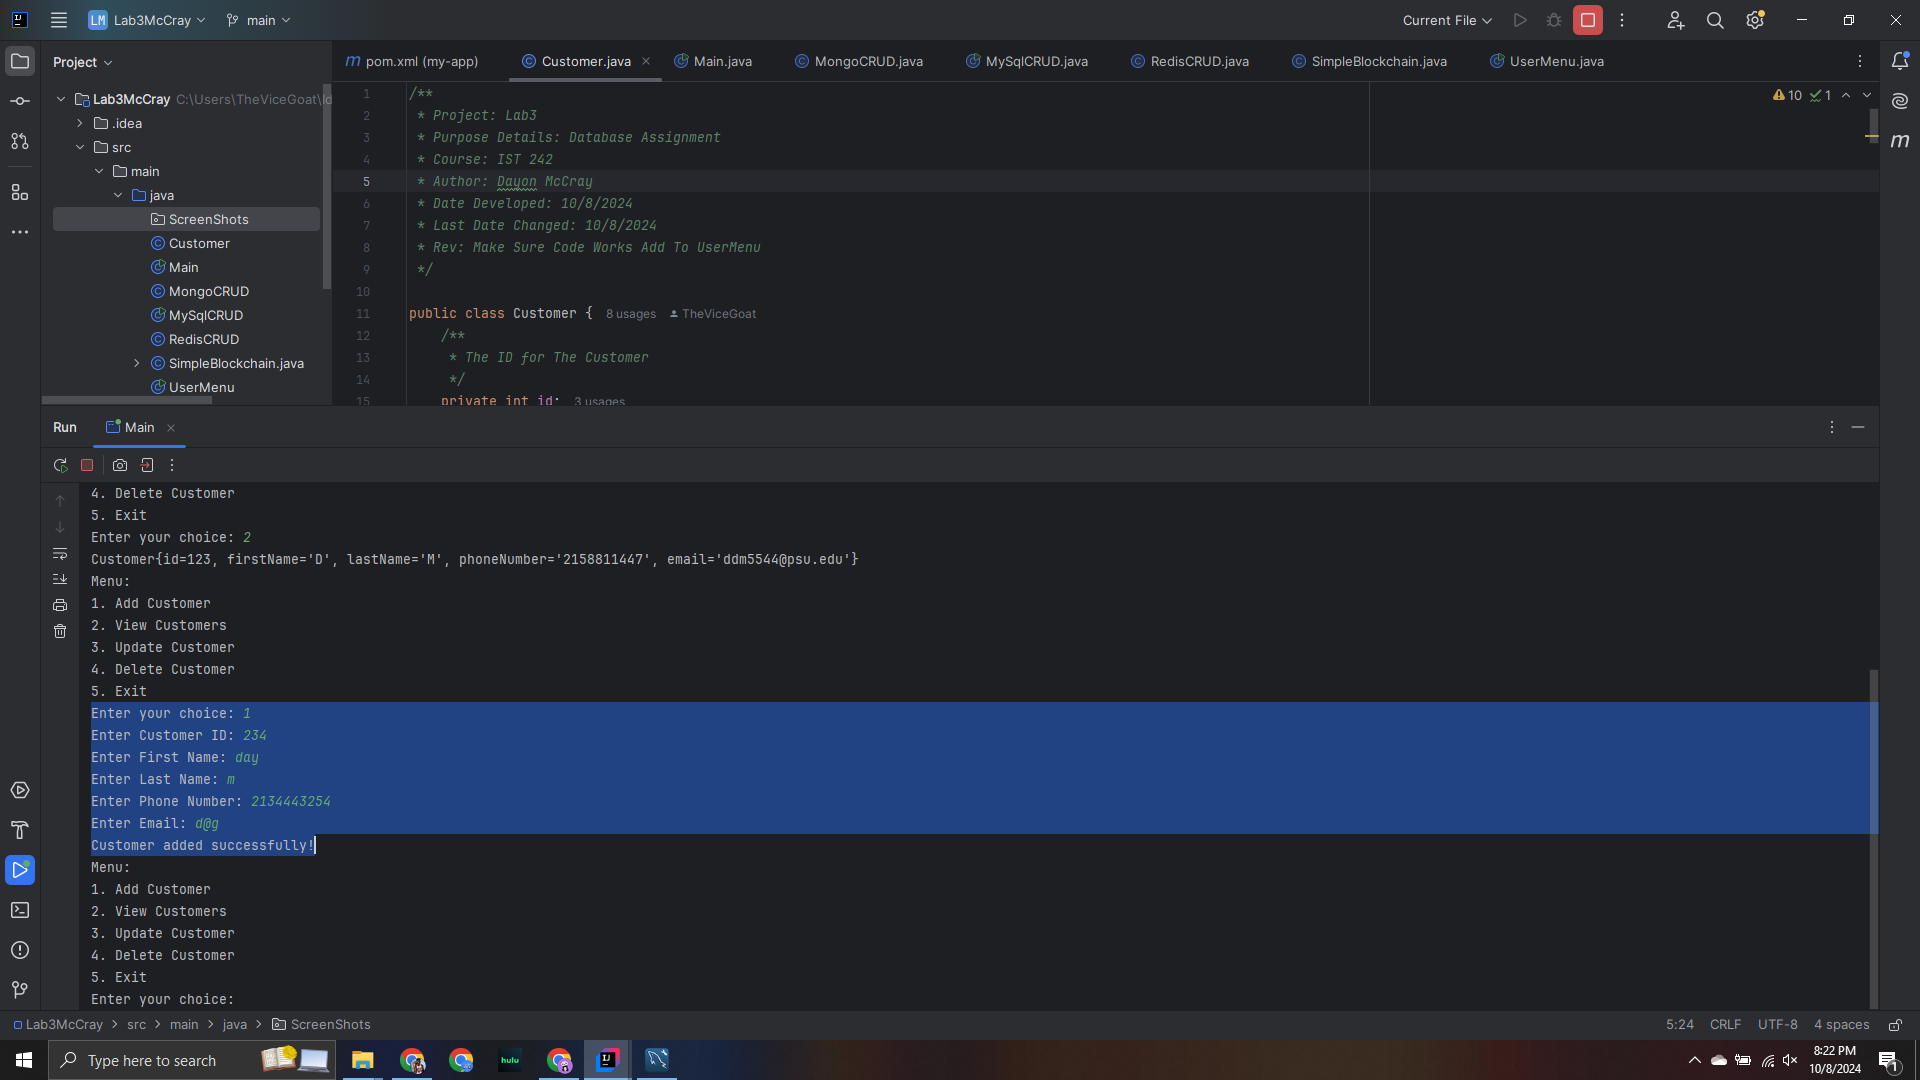 LM Lab3McCray main Current File
Project
pom.xml (my-app) Customer.java Main.java MongoCRUD.java MySqlCRUD.java RedisCRUD.java SimpleBlockchain.java UserMenu.java
Lab3McCray C:\Users\TheViceGoat\Id
.idea
src
main
java
ScreenShots
Customer
Main
MongoCRUD
MySqlCRUD
RedisCRUD
SimpleBlockchain.java
UserMenu
10 1
1 /**
2 * Project: Lab3
3 * Purpose Details: Database Assignment
4 * Course: IST 242
5 * Author: Dayon McCray
6 * Date Developed: 10/8/2024
7 * Last Date Changed: 10/8/2024
8 * Rev: Make Sure Code Works Add To UserMenu
9 */
10
11 public class Customer { 8 usages TheViceGoat
12 /**
13 * The ID for The Customer
14 */
15 private int id; 3 usages
Run Main
4. Delete Customer
5. Exit
Enter your choice: 2
Customer{id=123, firstName='D', lastName='M', phoneNumber='2158811447', email='ddm5544@psu.edu'}
Menu:
1. Add Customer
2. View Customers
3. Update Customer
4. Delete Customer
5. Exit
Enter your choice: 1
Enter Customer ID: 234
Enter First Name: day
Enter Last Name: m
Enter Phone Number: 2134443254
Enter Email: d@g
Customer added successfully!
Menu:
1. Add Customer
2. View Customers
3. Update Customer
4. Delete Customer
5. Exit
Enter your choice:
Lab3McCray > src > main > java > ScreenShots 5:24 CRLF UTF-8 4 spaces
Type here to search hulu 8:22 PM
10/8/2024 1